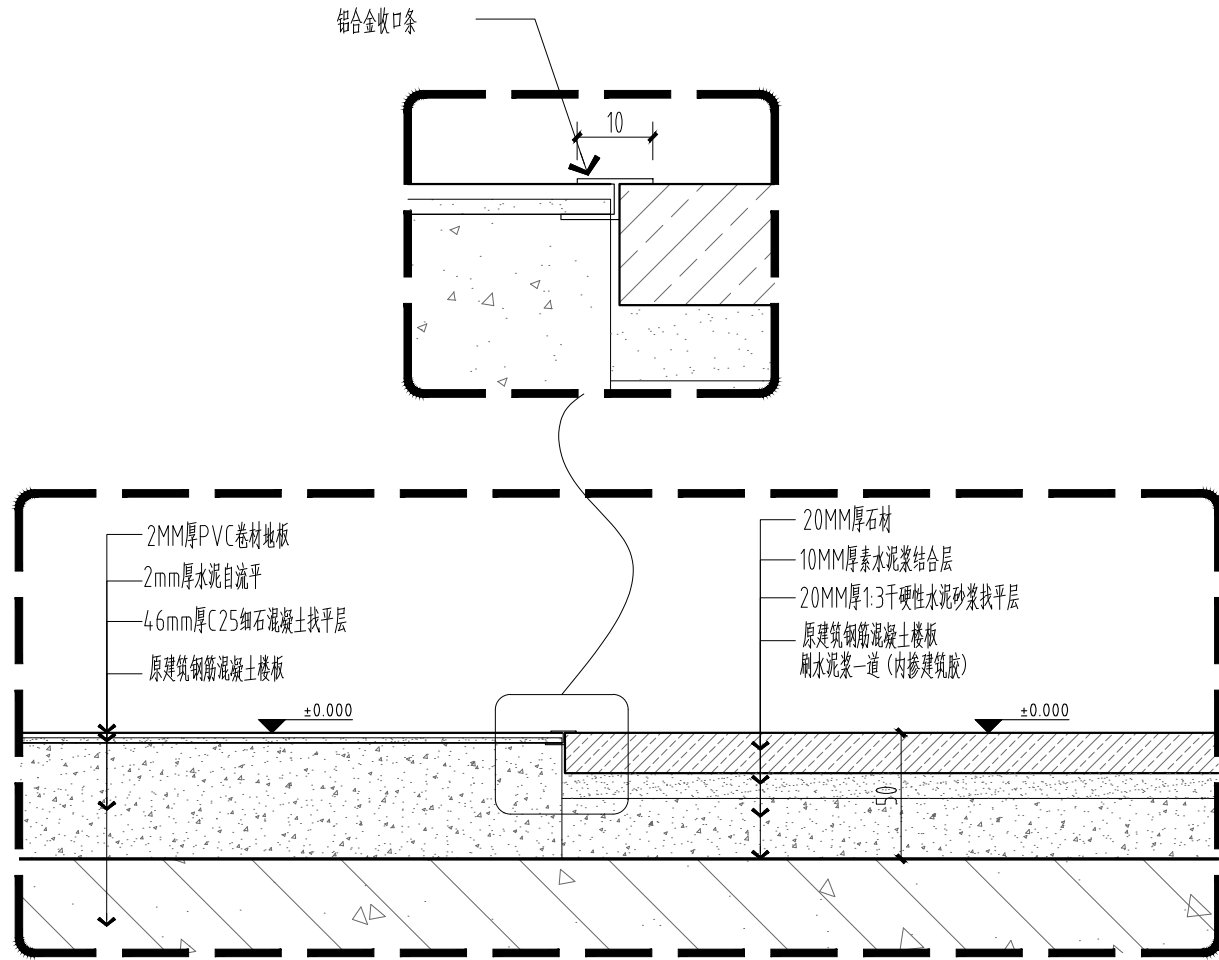 铝合金收口条
10
2MM厚PVC卷材地板
2mm厚水泥自流平
46mm厚C25细石混凝土找平层
原建筑钢筋混凝土楼板
±0.000
20MM厚石材
10MM厚素水泥浆结合层
20MM厚1:3干硬性水泥砂浆找平层
原建筑钢筋混凝土楼板
刷水泥浆一道(内掺建筑胶)
±0.000
50